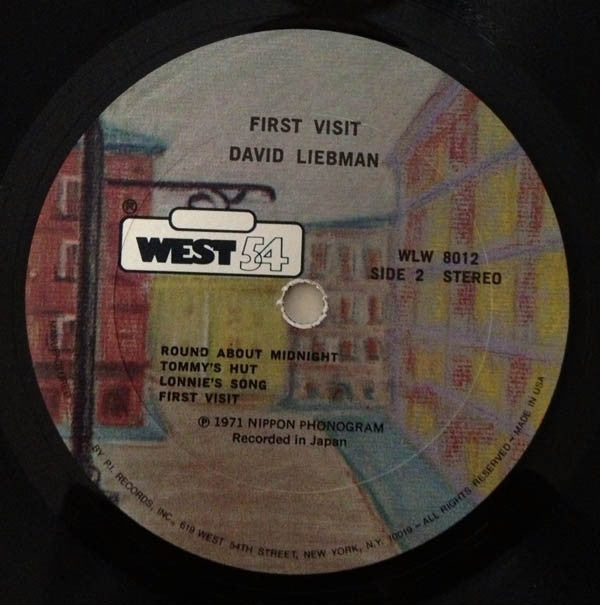 FIRST VISIT
DAVID LIEBMAN
®
WEST 54
WLW 8012
SIDE 2 STEREO
ROUND ABOUT MIDNIGHT
TOMMY'S HUT
LONNIE'S SONG
FIRST VISIT
℗ 1971 NIPPON PHONOGRAM
Recorded in Japan
BY P.I. RECORDS, INC., 619 WEST 54TH STREET, NEW YORK, N.Y. 10019 – ALL RIGHTS RESERVED – MADE IN USA